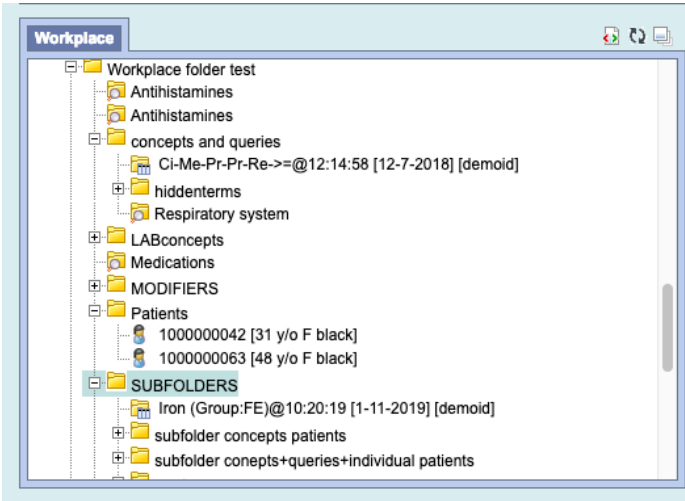 Workplace
Workplace folder test
Antihistamines
Antihistamines
concepts and queries
Ci-Me-Pr-Pr-Re->=@12:14:58 [12-7-2018] [demoid]
hiddenterms
Respiratory system
LABconcepts
Medications
MODIFIERS
Patients
1000000042 [31 y/o F black]
1000000063 [48 y/o F black]
SUBFOLDERS
Iron (Group:FE)@10:20:19 [1-11-2019] [demoid]
subfolder concepts patients
subfolder conepts+queries+individual patients